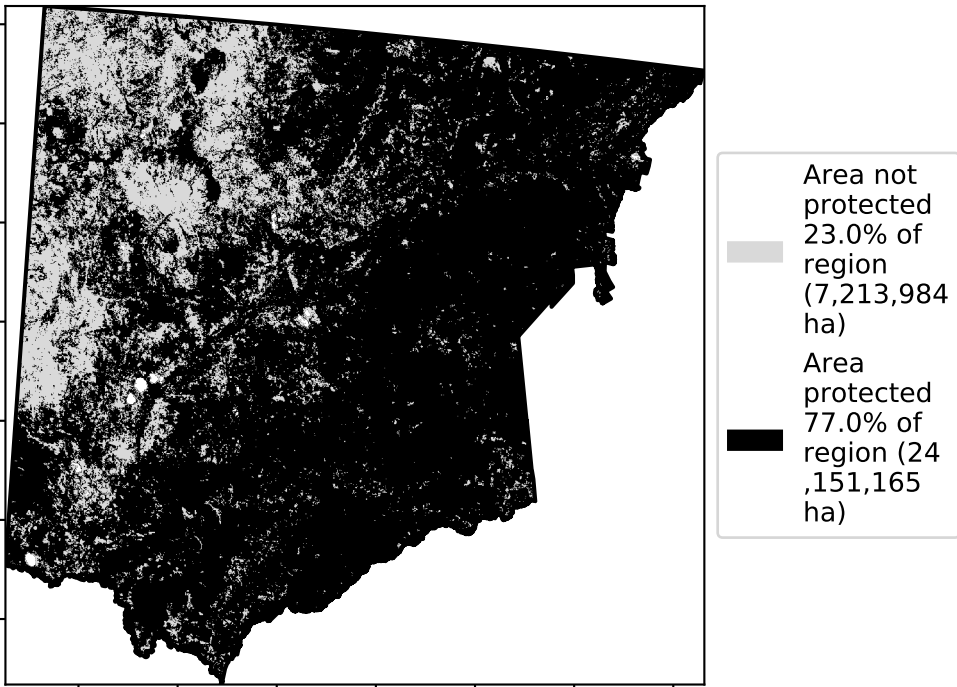 Area not
protected
23.0% of
region
(7,213,984
ha)
Area
protected
77.0% of
region (24
,151,165
ha)